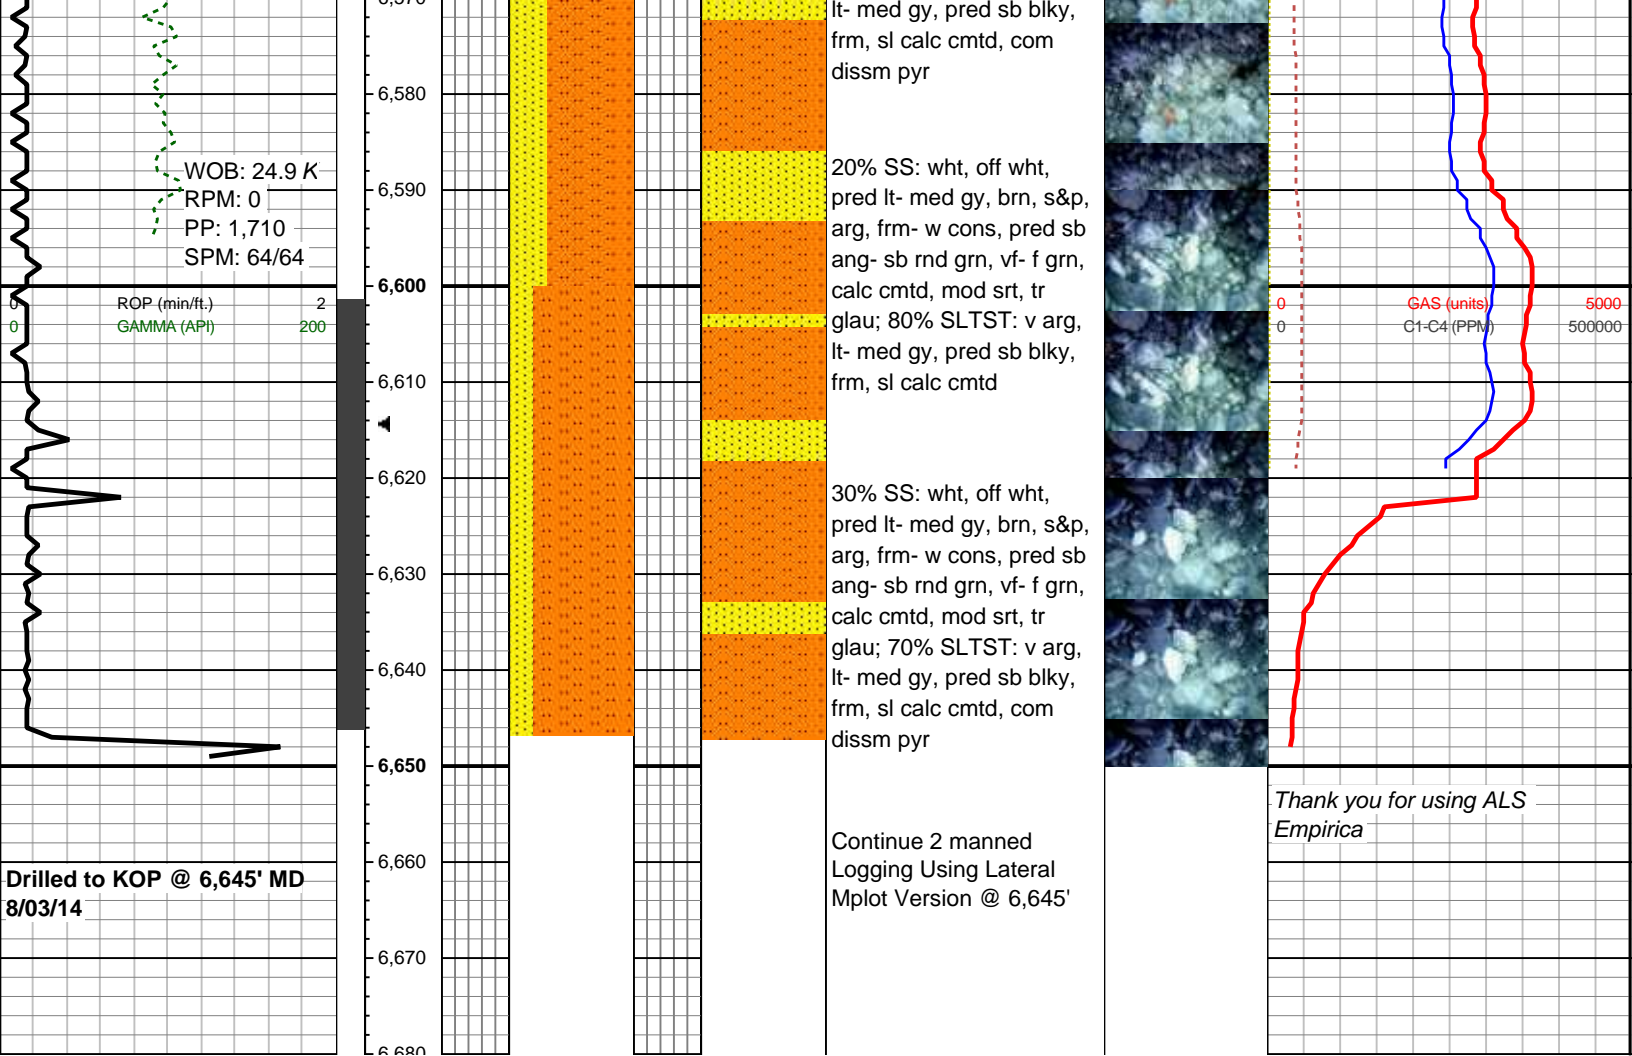 WOB: 24.9 K
RPM: 0
PP: 1,710
SPM: 64/64
0 ROP (min/ft.) 2
0 GAMMA (API) 200
Drilled to KOP @ 6,645' MD
8/03/14
6,570
6,580
6,590
6,600
6,610
6,620
6,630
6,640
6,650
6,660
6,670
6,680
lt- med gy, pred sb blky,
frm, sl calc cmtd, com
dissm pyr
20% SS: wht, off wht,
pred lt- med gy, brn, s&p,
arg, frm- w cons, pred sb
ang- sb rnd grn, vf- f grn,
calc cmtd, mod srt, tr
glau; 80% SLTST: v arg,
lt- med gy, pred sb blky,
frm, sl calc cmtd
30% SS: wht, off wht,
pred lt- med gy, brn, s&p,
arg, frm- w cons, pred sb
ang- sb rnd grn, vf- f grn,
calc cmtd, mod srt, tr
glau; 70% SLTST: v arg,
lt- med gy, pred sb blky,
frm, sl calc cmtd, com
dissm pyr
Continue 2 manned
Logging Using Lateral
Mplot Version @ 6,645'
0 GAS (units) 5000
0 C1-C4 (PPM) 500000
Thank you for using ALS
Empirica